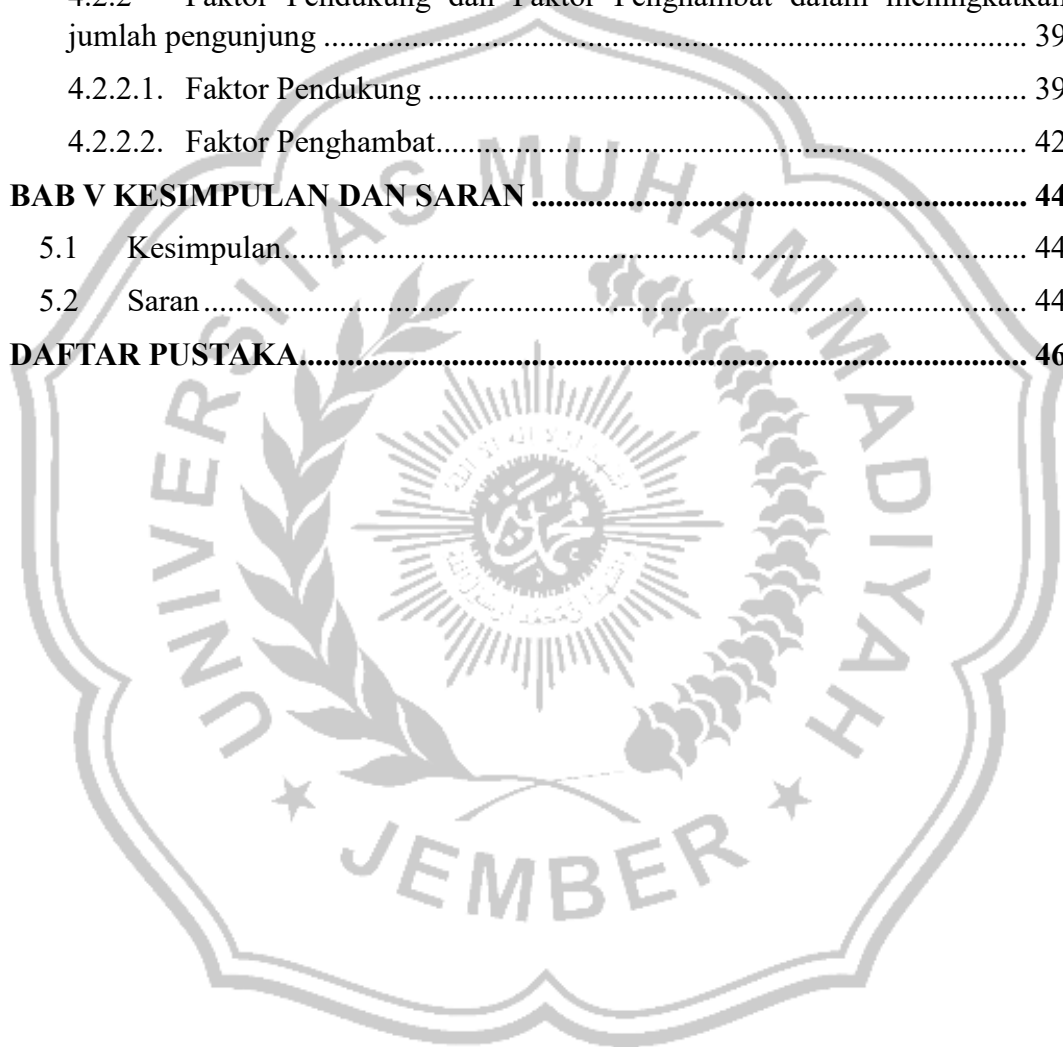 4.2.2 Faktor Pendukung dan Faktor Penghambat dalam meningkatkan
jumlah pengunjung ........................................................................................ 39
4.2.2.1. Faktor Pendukung ........................................................................... 39
4.2.2.2. Faktor Penghambat.......................................................................... 42
BAB V KESIMPULAN DAN SARAN .............................................................. 44
5.1 Kesimpulan............................................................................................. 44
5.2 Saran ....................................................................................................... 44
DAFTAR PUSTAKA........................................................................................... 46
UNIVERSITAS MUHAMMADIYAH
JEMBER